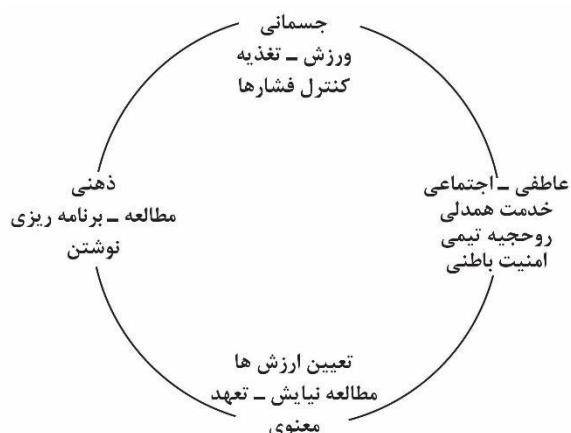 جسمانی
ورزش ـ تغذیه
کنترل فشارها
عاطفی ـ اجتماعی
خدمت همدلی
روحجیه تیمی
امنیت باطنی
ذهنی
مطالعه ـ برنامه ریزی
نوشتن
تعیین ارزش ها
مطالعه نیایش ـ تعهد
معنوی